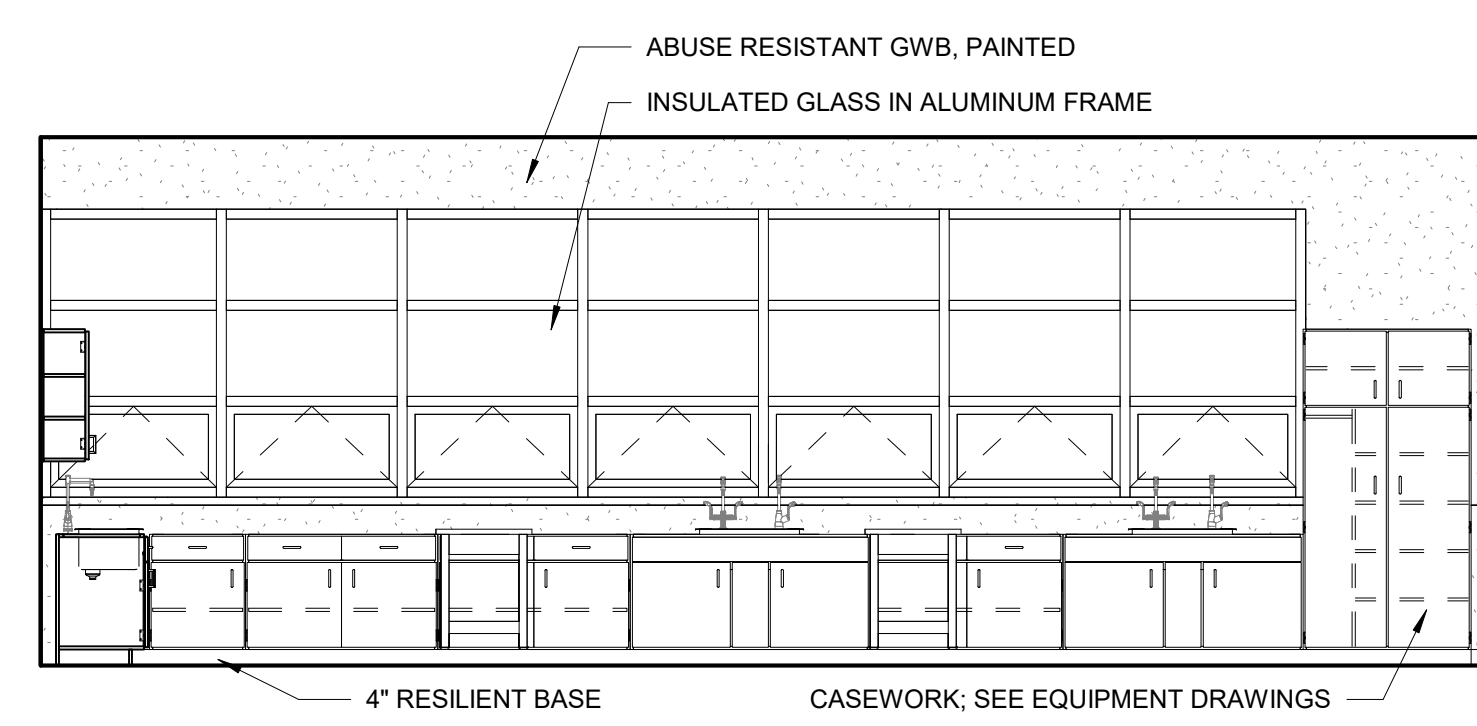 ABUSE RESISTANT GWB, PAINTED
INSULATED GLASS IN ALUMINUM FRAME
4" RESILIENT BASE
CASEWORK; SEE EQUIPMENT DRAWINGS